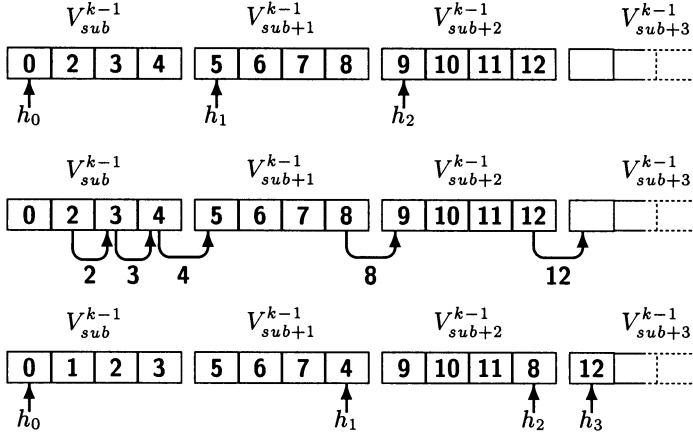 V_{sub}^{k-1} V_{sub+1}^{k-1} V_{sub+2}^{k-1} V_{sub+3}^{k-1}
0 2 3 4 5 6 7 8 9 10 11 12
h_0 h_1 h_2
V_{sub}^{k-1} V_{sub+1}^{k-1} V_{sub+2}^{k-1} V_{sub+3}^{k-1}
0 2 3 4 5 6 7 8 9 10 11 12
2 3 4 8 12
V_{sub}^{k-1} V_{sub+1}^{k-1} V_{sub+2}^{k-1} V_{sub+3}^{k-1}
0 1 2 3 5 6 7 4 9 10 11 8 12
h_0 h_1 h_2 h_3